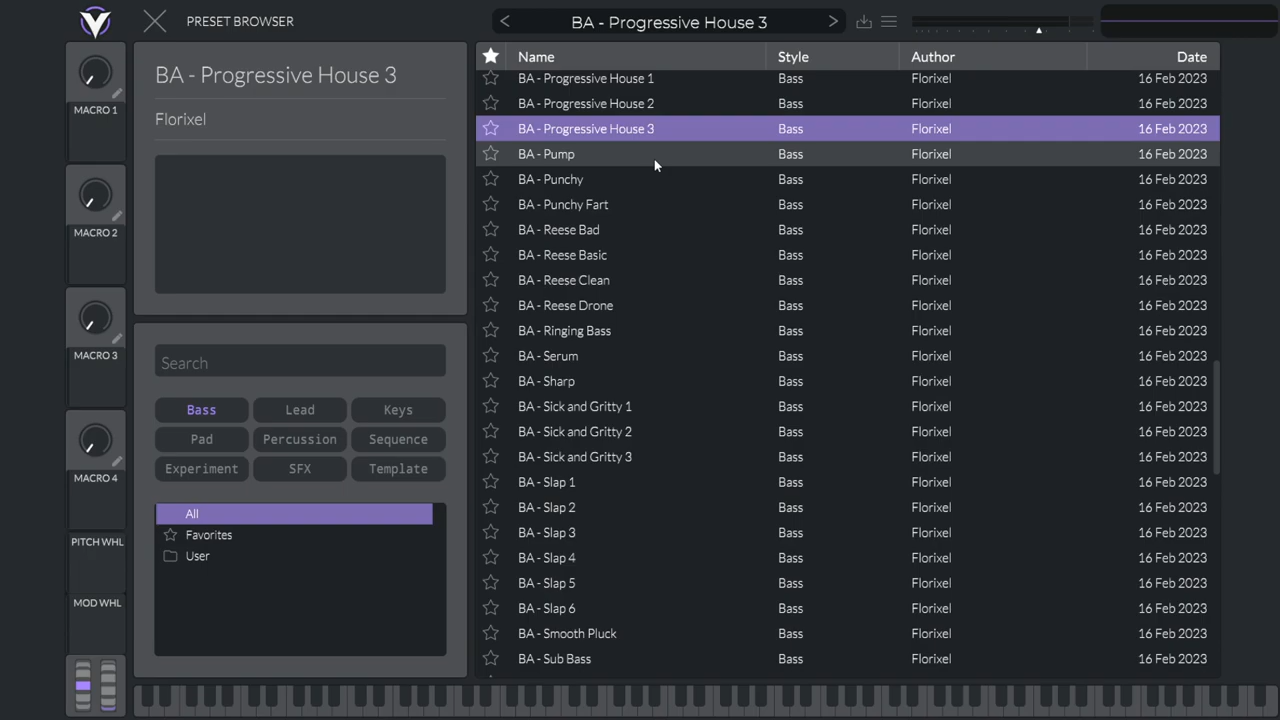 PRESET BROWSER
BA - Progressive House 3
MACRO 1
MACRO 2
MACRO 3
MACRO 4
PITCH WHL
MOD WHL
BA - Progressive House 3
Florixel
Search
Bass Lead Keys
Pad Percussion Sequence
Experiment SFX Template
All
Favorites
User
Name Style Author Date
BA - Progressive House 1 Bass Florixel 16 Feb 2023
BA - Progressive House 2 Bass Florixel 16 Feb 2023
BA - Progressive House 3 Bass Florixel 16 Feb 2023
BA - Pump Bass Florixel 16 Feb 2023
BA - Punchy Bass Florixel 16 Feb 2023
BA - Punchy Fart Bass Florixel 16 Feb 2023
BA - Reese Bad Bass Florixel 16 Feb 2023
BA - Reese Basic Bass Florixel 16 Feb 2023
BA - Reese Clean Bass Florixel 16 Feb 2023
BA - Reese Drone Bass Florixel 16 Feb 2023
BA - Ringing Bass Bass Florixel 16 Feb 2023
BA - Serum Bass Florixel 16 Feb 2023
BA - Sharp Bass Florixel 16 Feb 2023
BA - Sick and Gritty 1 Bass Florixel 16 Feb 2023
BA - Sick and Gritty 2 Bass Florixel 16 Feb 2023
BA - Sick and Gritty 3 Bass Florixel 16 Feb 2023
BA - Slap 1 Bass Florixel 16 Feb 2023
BA - Slap 2 Bass Florixel 16 Feb 2023
BA - Slap 3 Bass Florixel 16 Feb 2023
BA - Slap 4 Bass Florixel 16 Feb 2023
BA - Slap 5 Bass Florixel 16 Feb 2023
BA - Slap 6 Bass Florixel 16 Feb 2023
BA - Smooth Pluck Bass Florixel 16 Feb 2023
BA - Sub Bass Bass Florixel 16 Feb 2023